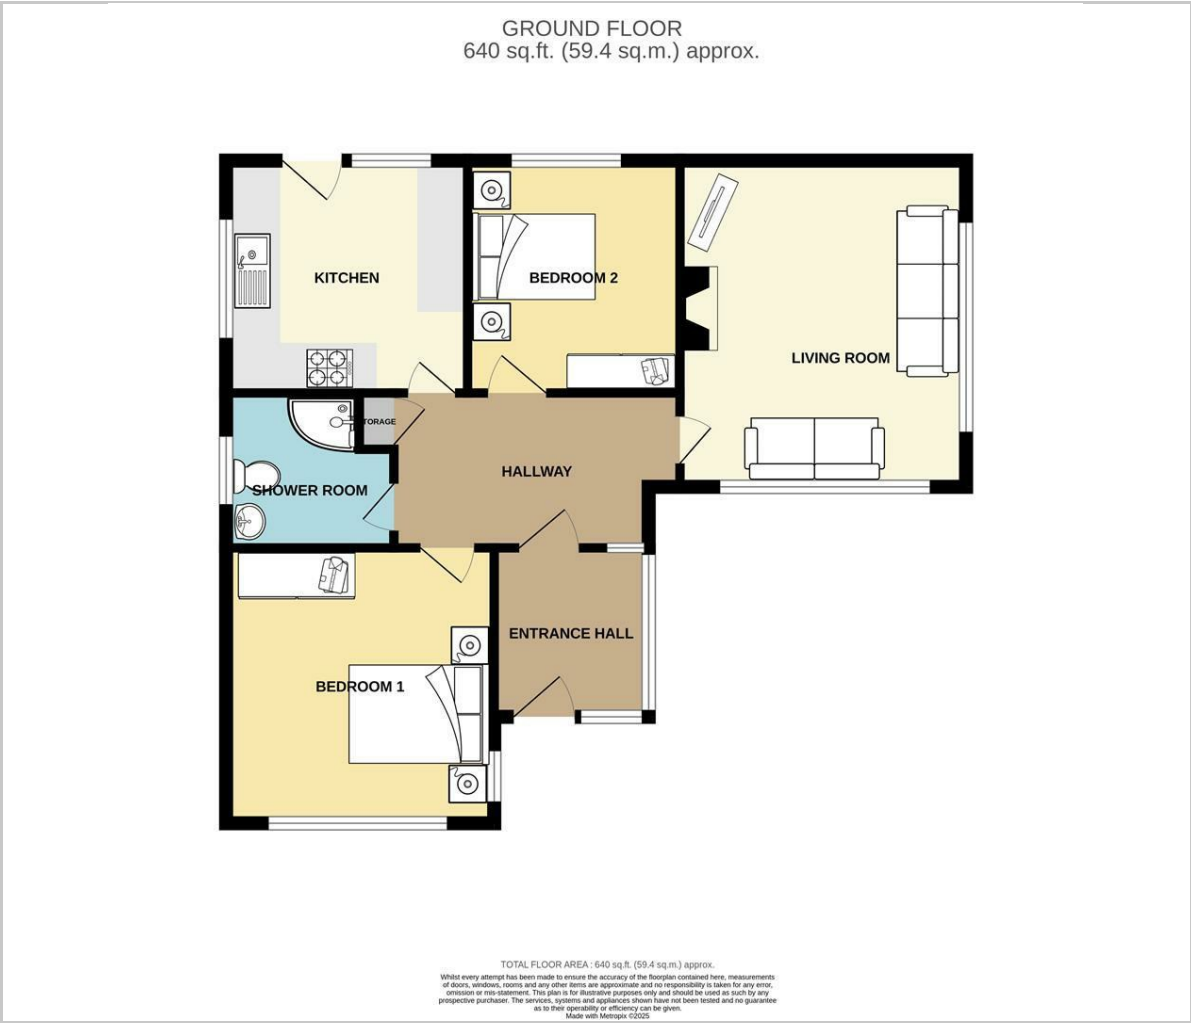 GROUND FLOOR
640 sq.ft. (59.4 sq.m.) approx.
KITCHEN
BEDROOM 2
LIVING ROOM
TORAGE
HALLWAY
SHOWER ROOM
ENTRANCE HALL
BEDROOM 1
TOTAL FLOOR AREA : 640 sq.ft. (59.4 sq.m.) approx.
Whilst every attempt has been made to ensure the accuracy of the floorplan contained here, measurements
of doors, windows, rooms and any other items are approximate and no responsibility is taken for any error,
omission or mis-statement. This plan is for illustrative purposes only and should be used as such by any
prospective purchaser. The services, systems and appliances shown have not been tested and no guarantee
as to their operability or efficiency can be given.
Made with Metropix ©2025